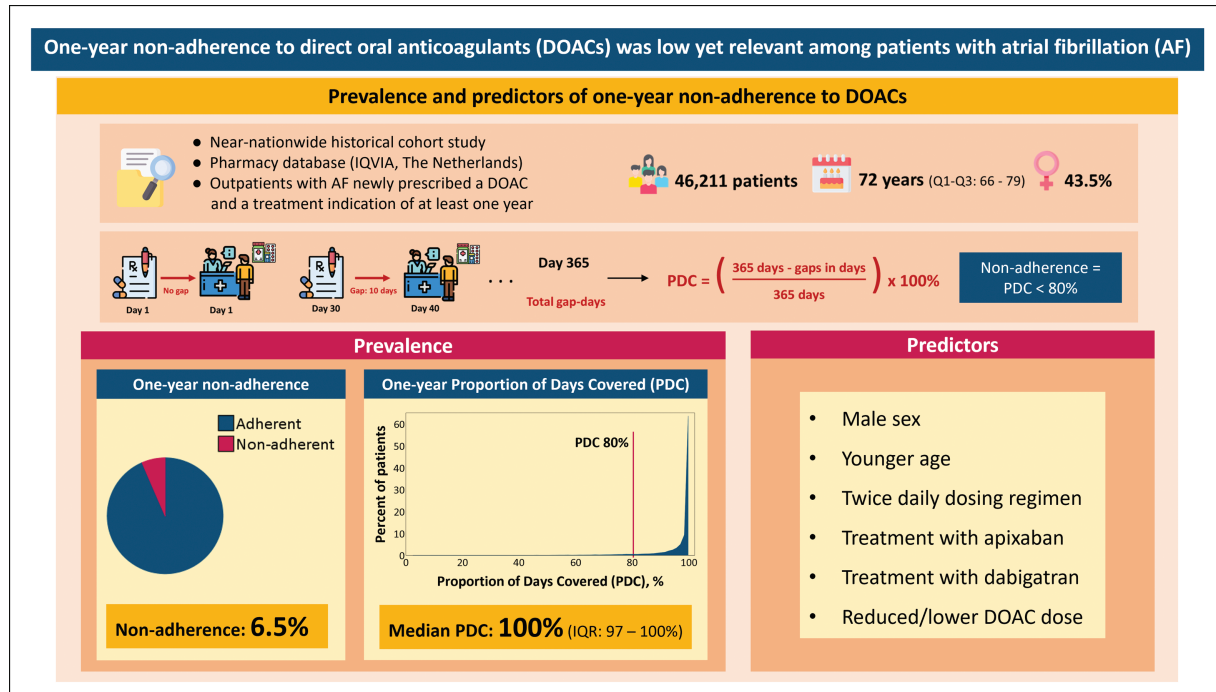 One-year non-adherence to direct oral anticoagulants (DOACs) was low yet relevant among patients with atrial fibrillation (AF)
Prevalence and predictors of one-year non-adherence to DOACs
● Near-nationwide historical cohort study
● Pharmacy database (IQVIA, The Netherlands)
● Outpatients with AF newly prescribed a DOAC
and a treatment indication of at least one year
46,211 patients
72 years (Q1-Q3: 66 - 79)
43.5%
Rx
No gap
Day 1
Day 1
Rx
Gap: 10 days
Day 30
Day 40
. . .
Day 365
Total gap-days
PDC = ( 365 days - gaps in days
365 days ) x 100%
Non-adherence =
PDC < 80%
Prevalence
One-year non-adherence
Adherent
Non-adherent
Non-adherence: 6.5%
One-year Proportion of Days Covered (PDC)
Percent of patients
60
50
40
30
20
10
0
PDC 80%
0 20 40 60 80 100
Proportion of Days Covered (PDC), %
Median PDC: 100% (IQR: 97 – 100%)
Predictors
• Male sex
• Younger age
• Twice daily dosing regimen
• Treatment with apixaban
• Treatment with dabigatran
• Reduced/lower DOAC dose